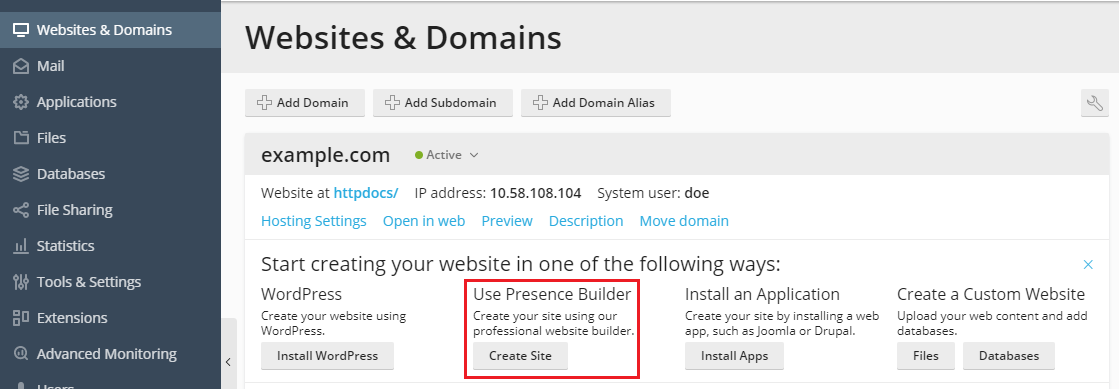 Websites & Domains
Mail
Applications
Files
Databases
File Sharing
Statistics
Tools & Settings
Extensions
Advanced Monitoring
Users
Websites & Domains
Add Domain Add Subdomain Add Domain Alias
example.com Active
Website at httpdocs/ IP address: 10.58.108.104 System user: doe
Hosting Settings Open in web Preview Description Move domain
Start creating your website in one of the following ways:
WordPress
Create your website using
WordPress.
Install WordPress
Use Presence Builder
Create your site using our
professional website builder.
Create Site
Install an Application
Create your site by installing a web
app, such as Joomla or Drupal.
Install Apps
Create a Custom Website
Upload your web content and add
databases.
Files Databases